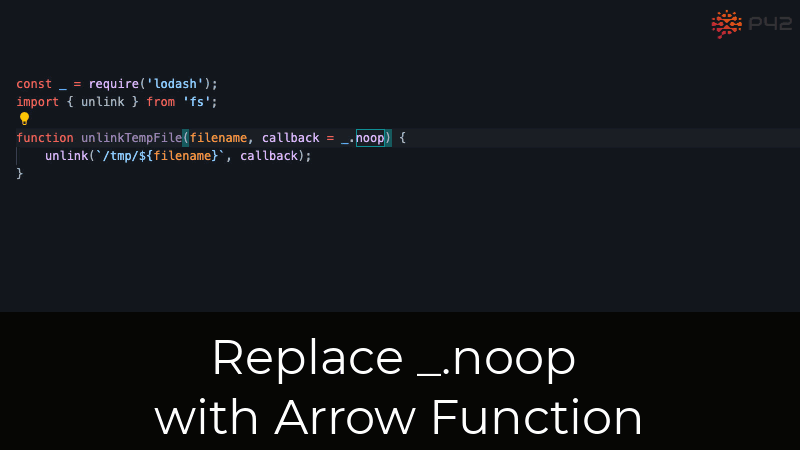 P42
const _ = require('lodash');
import { unlink } from 'fs';
function unlinkTempFile(filename, callback = _.noop) {
    unlink(`/tmp/${filename}`, callback);
}
Replace _.noop
with Arrow Function